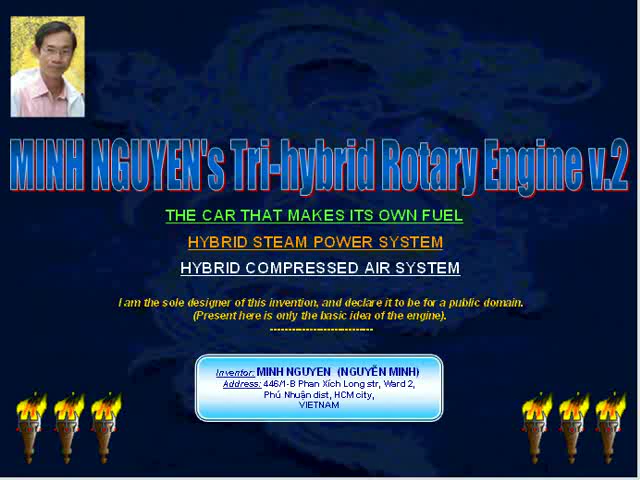 MINH NGUYEN's Tri-hybrid Rotary Engine v.2
THE CAR THAT MAKES ITS OWN FUEL
HYBRID STEAM POWER SYSTEM
HYBRID COMPRESSED AIR SYSTEM
I am the sole designer of this invention, and declare it to be for a public domain.
(Present here is only the basic idea of the engine).
----------------------------
Inventor: MINH NGUYEN (NGUYỄN MINH)
Address: 446/1-B Phan Xích Long str, Ward 2,
Phú Nhuận dist, HCM city,
VIETNAM